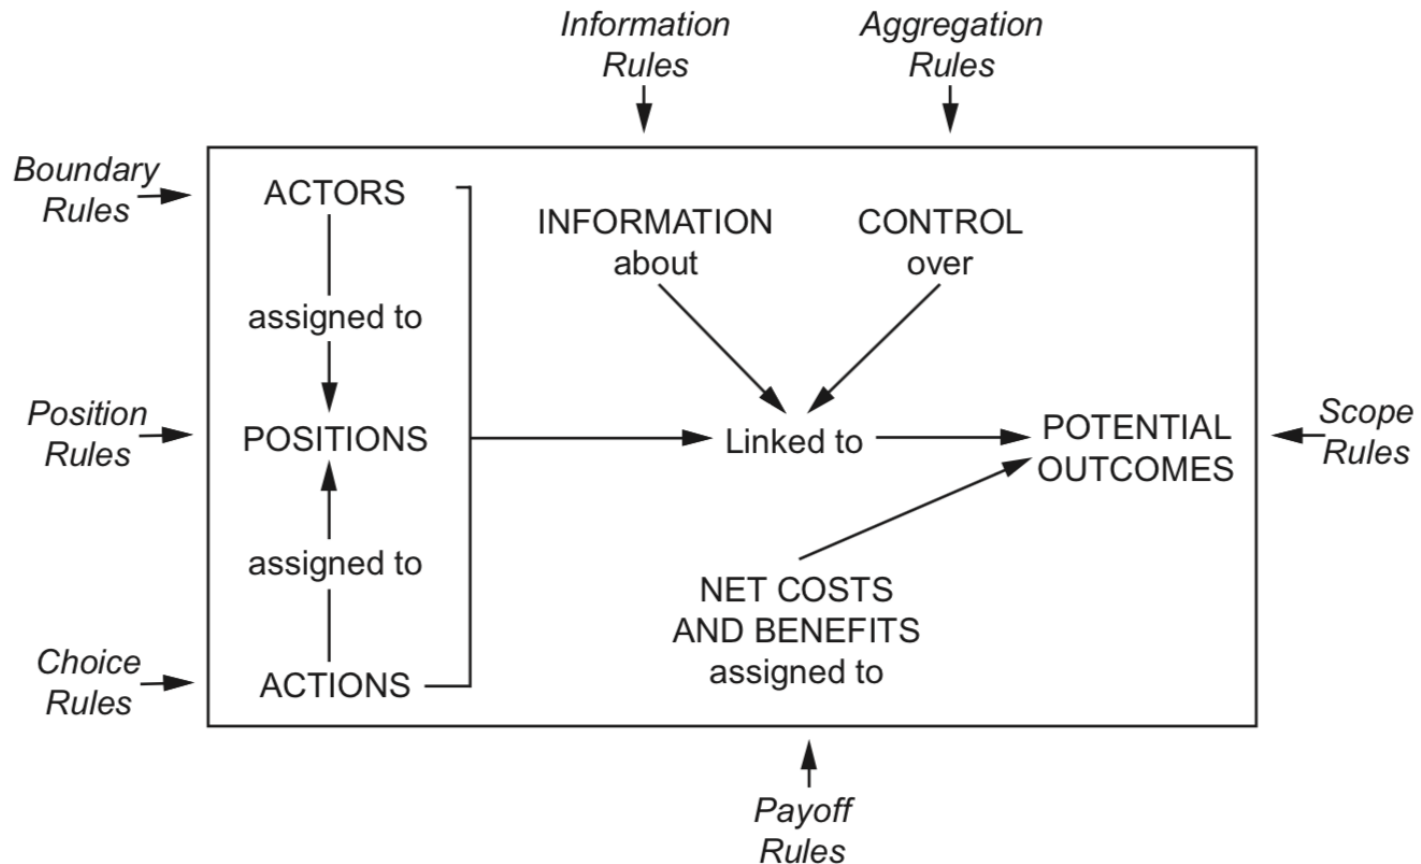 Information
Rules
Aggregation
Rules
Boundary
Rules
ACTORS
INFORMATION
about
CONTROL
over
assigned to
Position
Rules
POSITIONS
Linked to
POTENTIAL
OUTCOMES
Scope
Rules
assigned to
NET COSTS
AND BENEFITS
assigned to
Choice
Rules
ACTIONS
Payoff
Rules